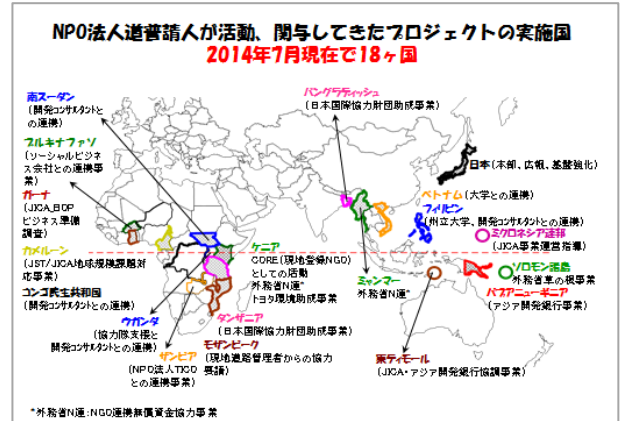 NPO法人道普請人が活動、関与してきたプロジェクトの実施国
2014年7月現在で18ヶ国
南スーダン
(開発コンサルタントと
の連携)
ブルキナファソ
(ソーシャルビジネ
ス会社との連携事
業)
ガーナ
(JICA,BOP
ビジネス準備
調査)
カメルーン
(JST/JICA地球規模課題対
応事業)
コンゴ民主共和国
(開発コンサルタントとの連携)
ウガンダ
(協力隊支援と
開発コンサルタントとの連携)
ザンビア
(NPO法人TICOと
の連携事業)
ケニア
CORE(現地登録NGO)
としての活動
外務省N連*
トヨタ環境助成事業
タンザニア
(日本国際協力財団助成事業)
モザンビーク
(現地道路管理者からの協力
要請)
バングラディッシュ
(日本国際協力財団助成事業)
日本(本部、広報、基盤強化)
ベトナム(大学との連携)
フィリピン
(州立大学、開発コンサルタントとの連携)
ミクロネシア連邦
(JICA事業運営指導)
ミャンマー
外務省N連*
ソロモン諸島
外務省草の根事業
パプアニューギニア
(アジア開発銀行事業)
東ティモール
(JICA・アジア開発銀行協調事業)
*外務省N連:NGO連携無償資金協力事業